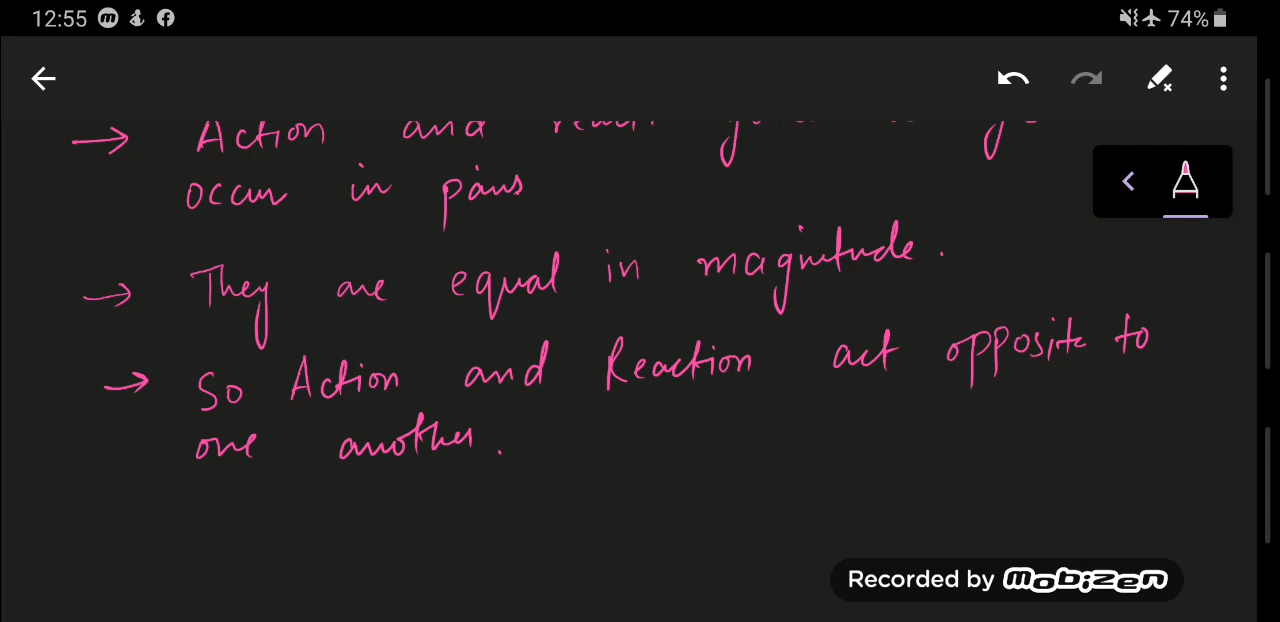 12:55 74%
→ Action and
occur in pairs
→ They are equal in magnitude.
→ So Action and Reaction act opposite to
one another.
Recorded by mobizen